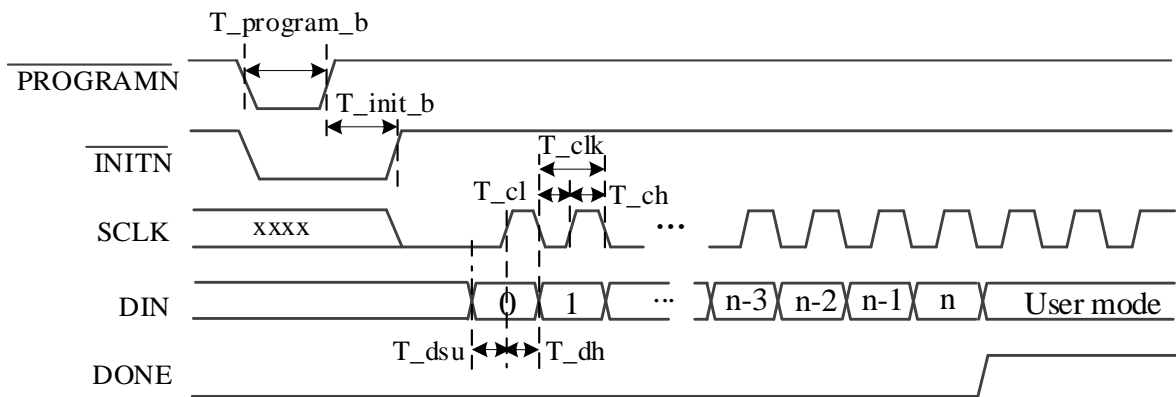 T_program_b
PROGRAMN
T_init_b
INITN
T_clk
T_cl
T_ch
SCLK
xxxx
...
DIN
0
1
...
n-3
n-2
n-1
n
User mode
T_dsu
T_dh
DONE